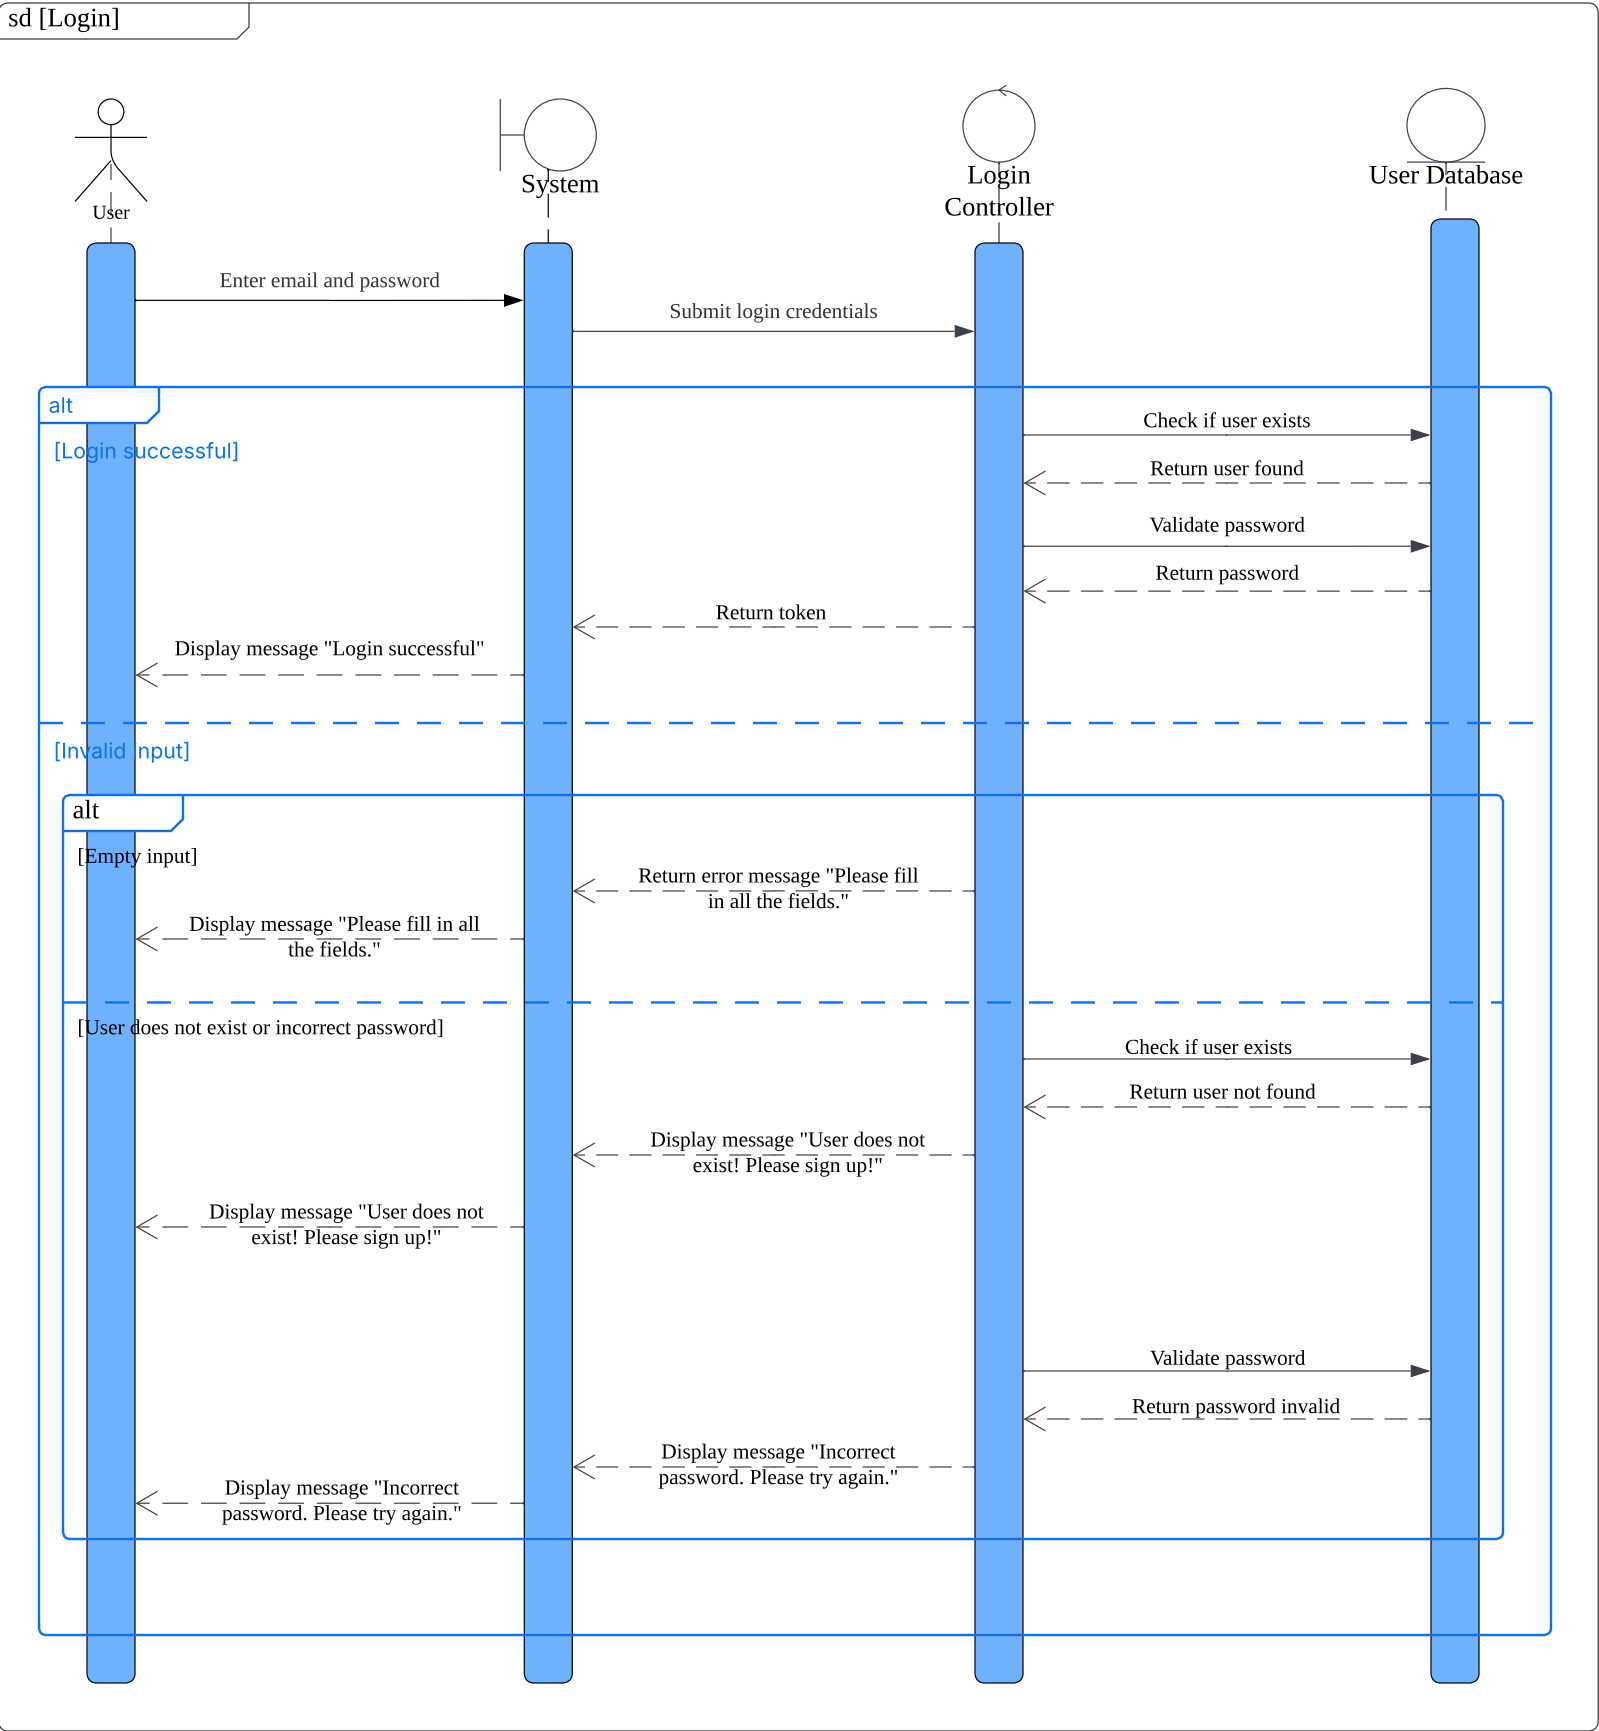 sd [Login]
User
System
Login
Controller
User Database
Enter email and password
Submit login credentials
alt
[Login successful]
Check if user exists
Return user found
Validate password
Return password
Return token
Display message "Login successful"
[Invalid input]
alt
[Empty input]
Return error message "Please fill
in all the fields."
Display message "Please fill in all
the fields."
[User does not exist or incorrect password]
Check if user exists
Return user not found
Display message "User does not
exist! Please sign up!"
Display message "User does not
exist! Please sign up!"
Validate password
Return password invalid
Display message "Incorrect
password. Please try again."
Display message "Incorrect
password. Please try again."